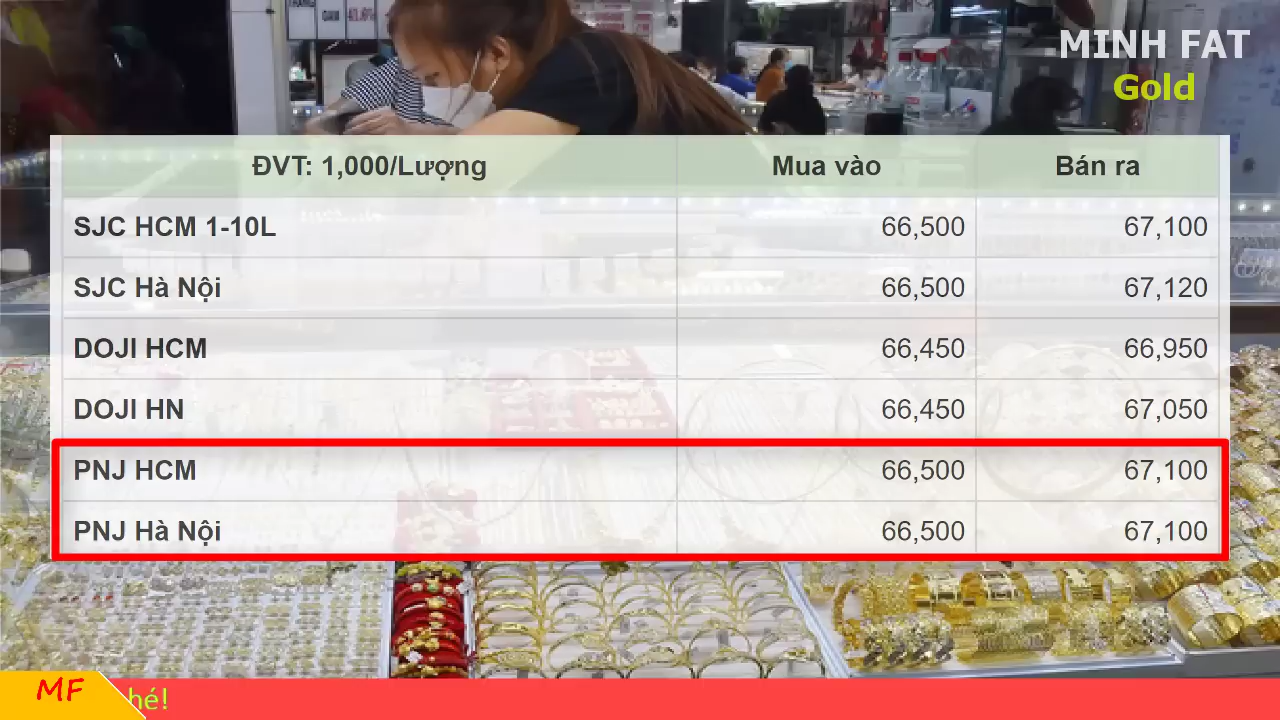 MINH FAT
Gold
ĐVT: 1,000/Lượng Mua vào Bán ra
SJC HCM 1-10L 66,500 67,100
SJC Hà Nội 66,500 67,120
DOJI HCM 66,450 66,950
DOJI HN 66,450 67,050
PNJ HCM 66,500 67,100
PNJ Hà Nội 66,500 67,100
MF hé!